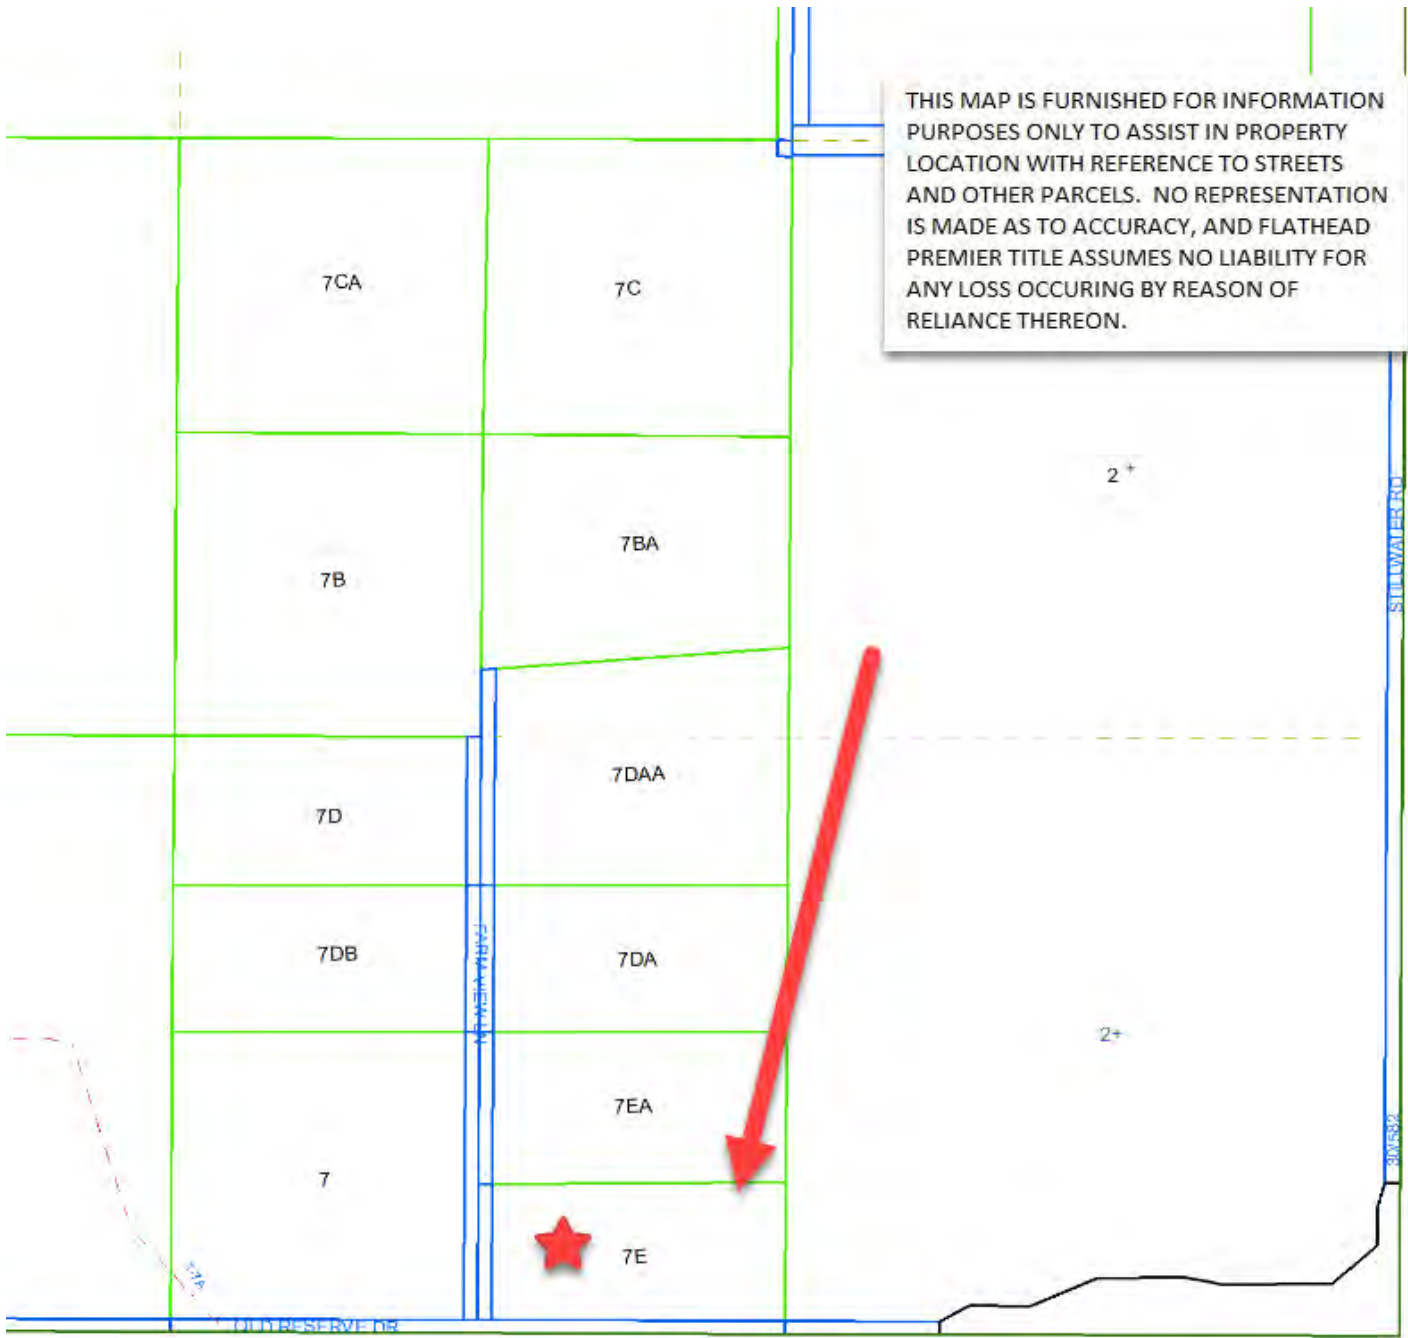 THIS MAP IS FURNISHED FOR INFORMATION
PURPOSES ONLY TO ASSIST IN PROPERTY
LOCATION WITH REFERENCE TO STREETS
AND OTHER PARCELS. NO REPRESENTATION
IS MADE AS TO ACCURACY, AND FLATHEAD
PREMIER TITLE ASSUMES NO LIABILITY FOR
ANY LOSS OCCURING BY REASON OF
RELIANCE THEREON.
7CA
7C
2 +
STILLWATER RD
7BA
7B
7DAA
7D
7DB
FARM VIEW LN
7DA
2+
7EA
30/582
7
7E
OLD RESERVE DR